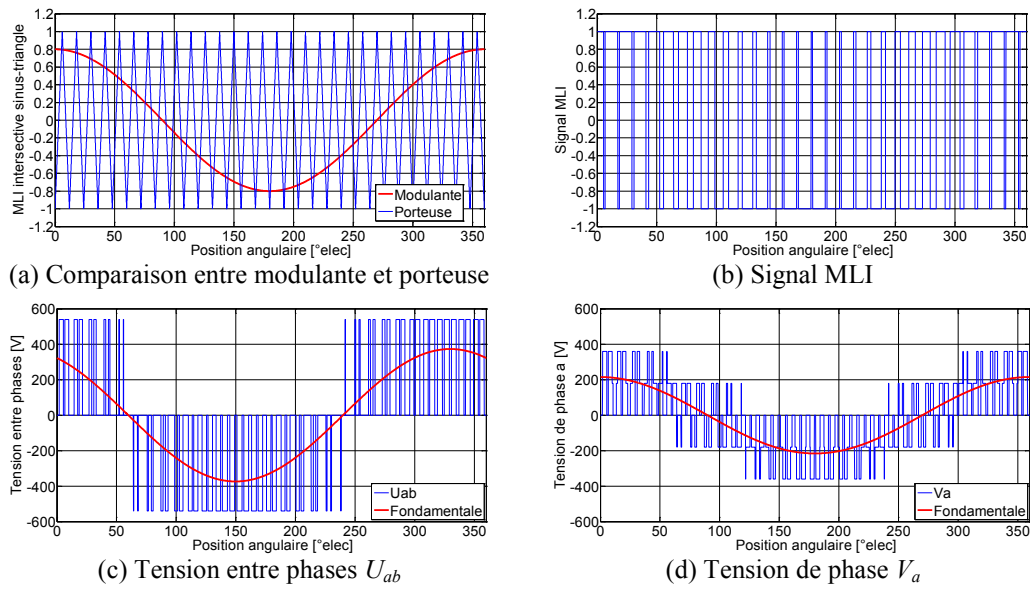 1.2
1
0.8
0.6
0.4
0.2
0
-0.2
-0.4
-0.6
-0.8
-1
-1.2
MLI intersective sinus-triangle
Modulante
Porteuse
0 50 100 150 200 250 300 350
Position angulaire [°elec]
(a) Comparaison entre modulante et porteuse
1.2
1
0.8
0.6
0.4
0.2
0
-0.2
-0.4
-0.6
-0.8
-1
-1.2
Signal MLI
0 50 100 150 200 250 300 350
Position angulaire [°elec]
(b) Signal MLI
600
400
200
0
-200
-400
-600
Tension entre phases [V]
Uab
Fondamentale
0 50 100 150 200 250 300 350
Position angulaire [°elec]
(c) Tension entre phases Uab
600
400
200
0
-200
-400
-600
Tension de phase a [V]
Va
Fondamentale
0 50 100 150 200 250 300 350
Position angulaire [°elec]
(d) Tension de phase Va